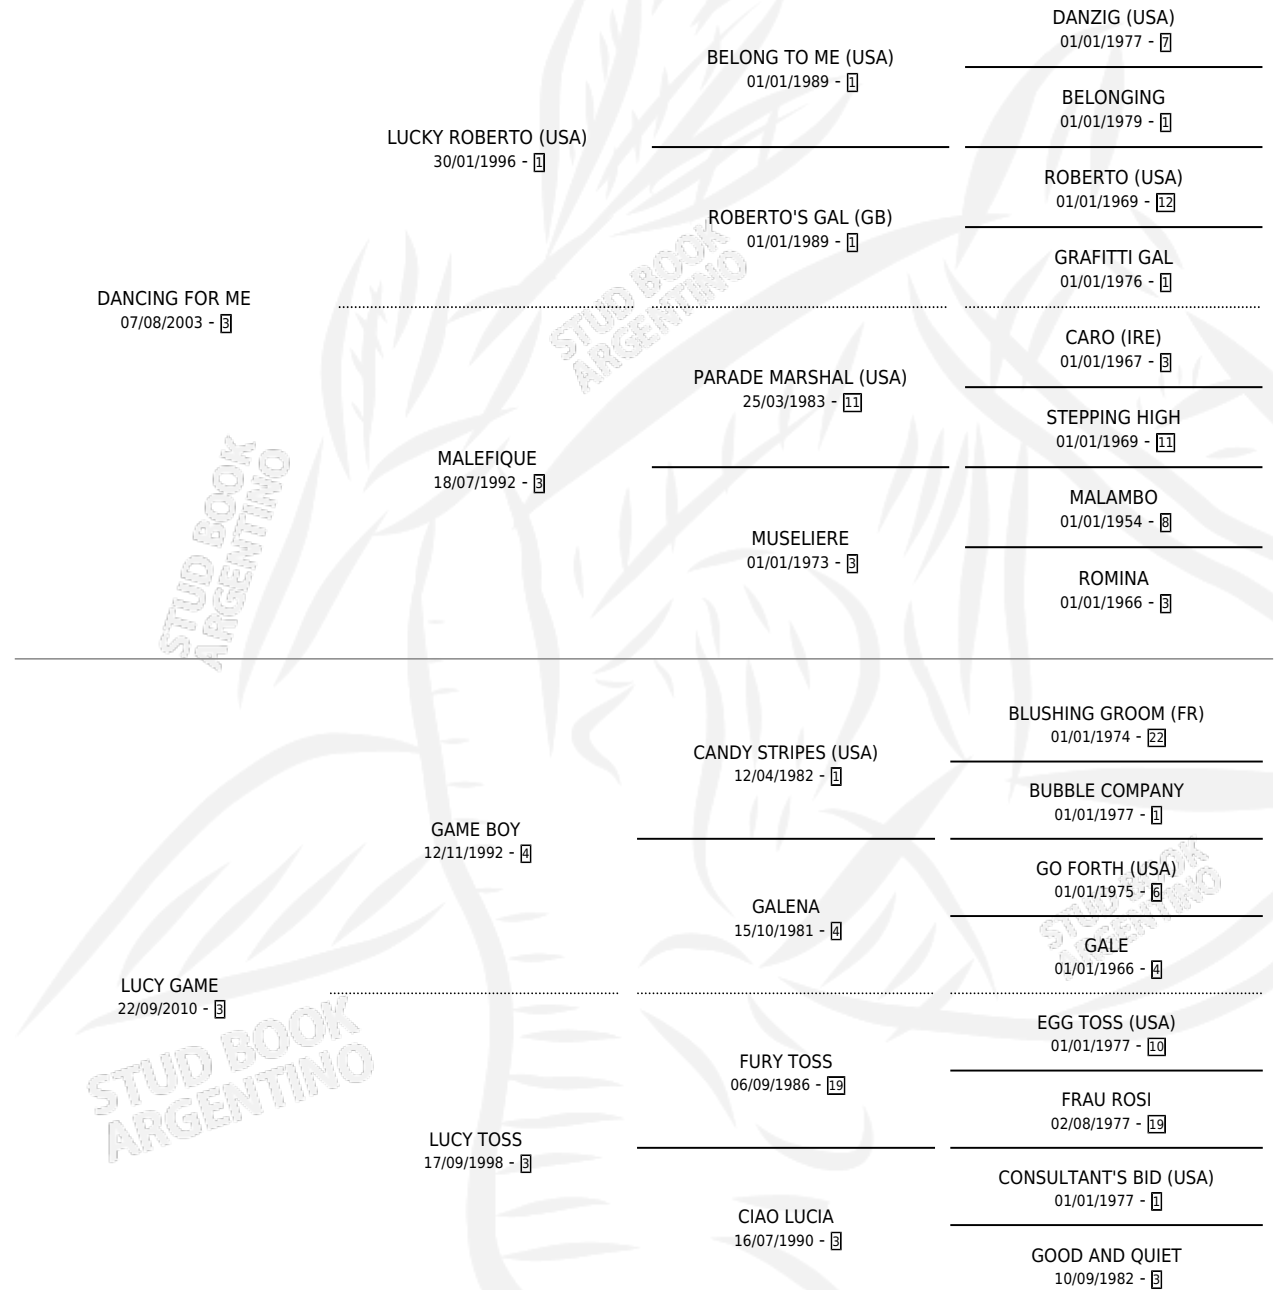 DANZIG (USA)
01/01/1977 - 7
BELONG TO ME (USA)
01/01/1989 - 1
BELONGING
01/01/1979 - 1
LUCKY ROBERTO (USA)
30/01/1996 - 1
ROBERTO (USA)
01/01/1969 - 12
ROBERTO'S GAL (GB)
01/01/1989 - 1
GRAFITTI GAL
01/01/1976 - 1
DANCING FOR ME
07/08/2003 - 3
STUD BOOK
ARGENTINO
CARO (IRE)
01/01/1967 - 3
PARADE MARSHAL (USA)
25/03/1983 - 11
STEPPING HIGH
01/01/1969 - 11
MALEFIQUE
18/07/1992 - 3
MALAMBO
01/01/1954 - 8
MUSELIERE
01/01/1973 - 3
ROMINA
01/01/1966 - 3
STUD BOOK
ARGENTINO
BLUSHING GROOM (FR)
01/01/1974 - 22
CANDY STRIPES (USA)
12/04/1982 - 1
BUBBLE COMPANY
01/01/1977 - 1
GAME BOY
12/11/1992 - 4
GO FORTH (USA)
01/01/1975 - 6
GALENA
15/10/1981 - 4
GALE
01/01/1966 - 4
STUD BOOK
ARGENTINO
LUCY GAME
22/09/2010 - 3
EGG TOSS (USA)
01/01/1977 - 10
FURY TOSS
06/09/1986 - 19
FRAU ROSI
02/08/1977 - 19
STUD BOOK
ARGENTINO
LUCY TOSS
17/09/1998 - 3
CONSULTANT'S BID (USA)
01/01/1977 - 1
CIAO LUCIA
16/07/1990 - 3
GOOD AND QUIET
10/09/1982 - 3